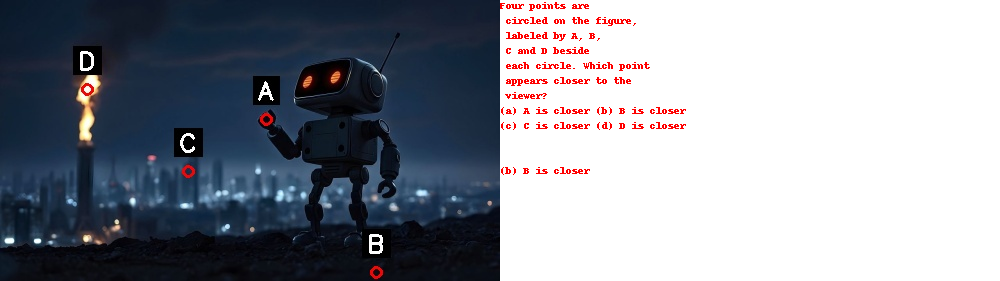 D
A
C
B
Four points are
circled on the figure,
labeled by A, B,
C and D beside
each circle. Which point
appears closer to the
viewer?
(a) A is closer (b) B is closer
(c) C is closer (d) D is closer
(b) B is closer